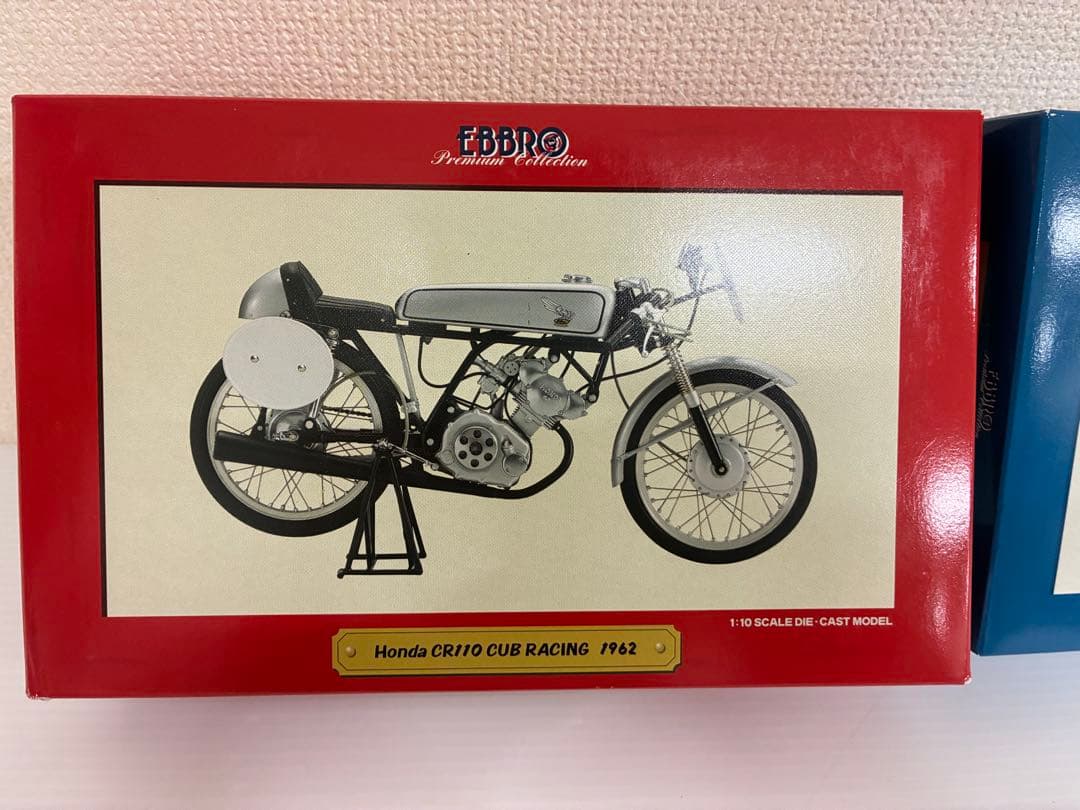 EBBRO
Premium Collection
1:10 SCALE DIE-CAST MODEL
Honda CR110 CUB RACING 1962